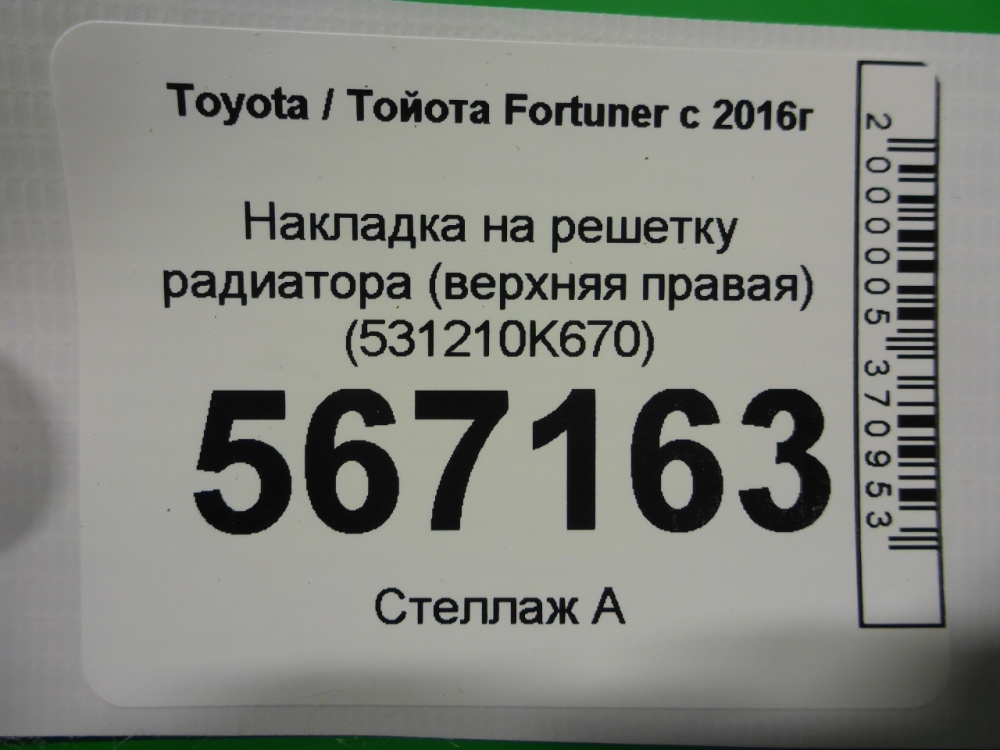 Toyota / Тойота Fortuner с 2016г
Накладка на решетку
радиатора (верхняя правая)
(531210K670)
567163
Стеллаж А
2000005370953